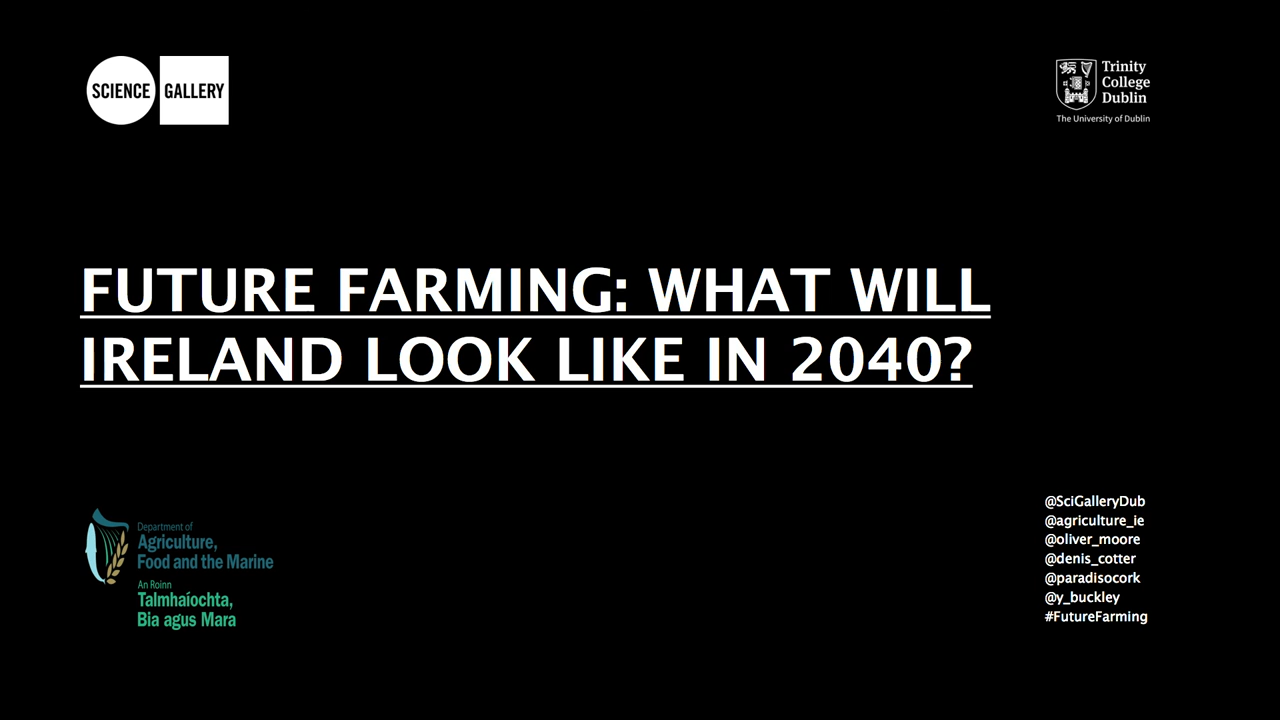 SCIENCE GALLERY
Trinity
College
Dublin
The University of Dublin
FUTURE FARMING: WHAT WILL
IRELAND LOOK LIKE IN 2040?
Department of
Agriculture,
Food and the Marine
An Roinn
Talmhaíochta,
Bia agus Mara
@SciGalleryDub
@agriculture_ie
@oliver_moore
@denis_cotter
@paradisocork
@y_buckley
#FutureFarming